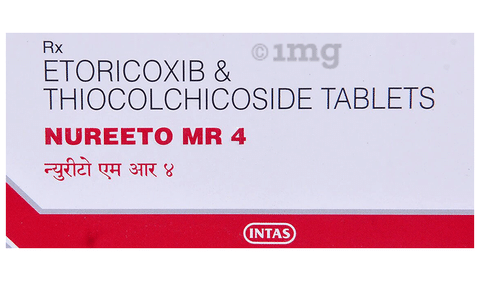 Rx
©1mg
ETORICOXIB &
THIOCOLCHICOSIDE TABLETS
NUREETO MR 4
न्युरीटो एम आर ४
INTAS